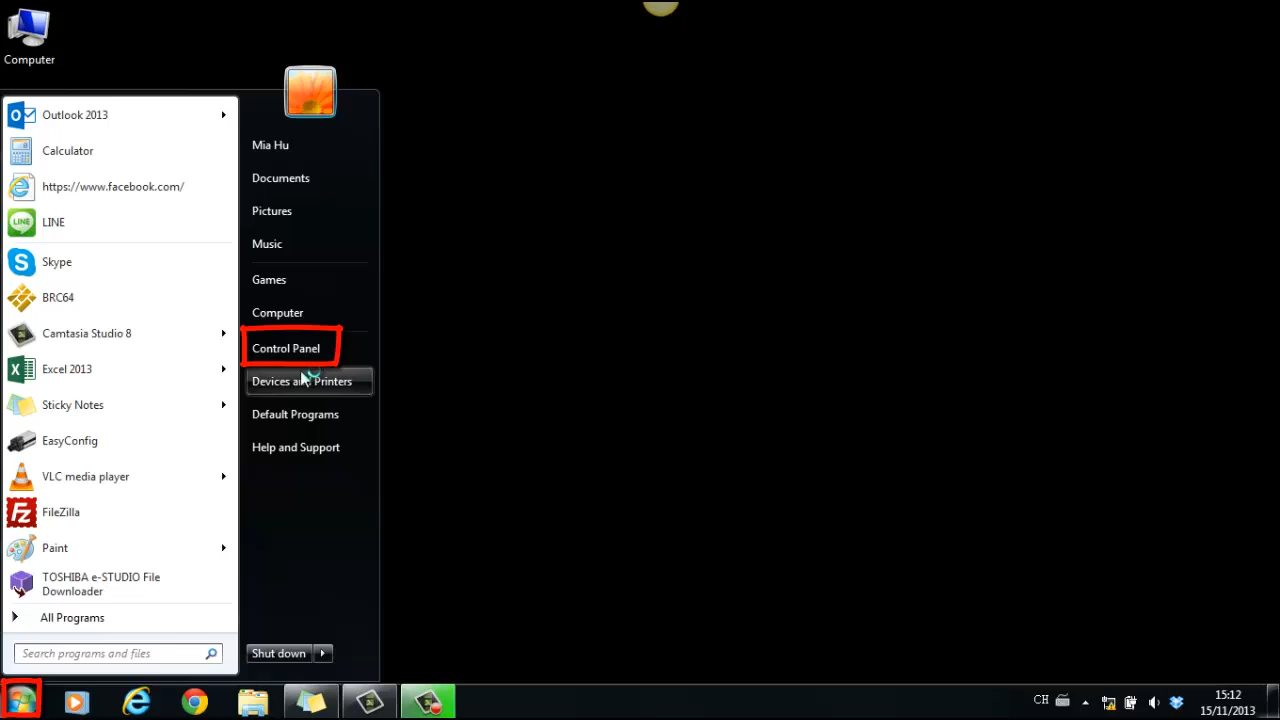 Computer
Outlook 2013
Calculator
https://www.facebook.com/
LINE
LINE
Skype
BRC64
Camtasia Studio 8
Excel 2013
Sticky Notes
EasyConfig
VLC media player
FileZilla
Paint
TOSHIBA e-STUDIO File
Downloader
All Programs
Search programs and files
Mia Hu
Documents
Pictures
Music
Games
Computer
Control Panel
Devices and Printers
Default Programs
Help and Support
Shut down
CH
15:12
15/11/2013